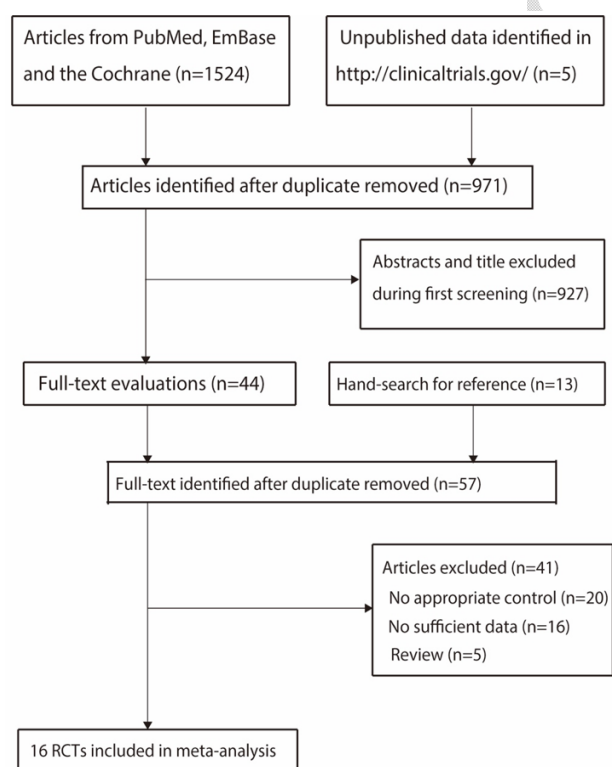 Articles from PubMed, EmBase
and the Cochrane (n=1524)
Unpublished data identified in
http://clinicaltrials.gov/ (n=5)
Articles identified after duplicate removed (n=971)
Abstracts and title excluded
during first screening (n=927)
Full-text evaluations (n=44)
Hand-search for reference (n=13)
Full-text identified after duplicate removed (n=57)
Articles excluded (n=41)
No appropriate control (n=20)
No sufficient data (n=16)
Review (n=5)
16 RCTs included in meta-analysis